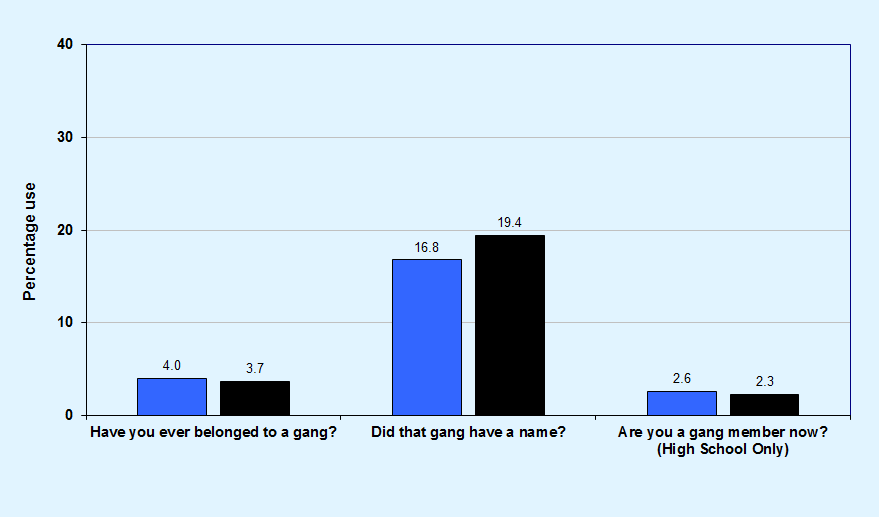 40
30
20
10
0
Percentage use
4.0
3.7
16.8
19.4
2.6
2.3
Have you ever belonged to a gang?
Did that gang have a name?
Are you a gang member now?
(High School Only)